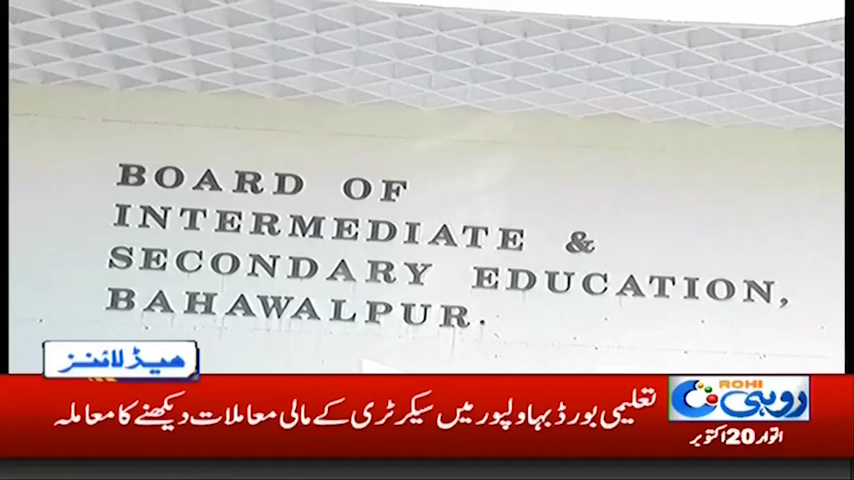 BOARD OF
INTERMEDIATE &
SECONDARY EDUCATION,
BAHAWALPUR.
ہیڈلائنز
تعلیمی بورڈ بہاولپور میں سیکرٹری کے مالی معاملات دیکھنے کا معاملہ
ROHI
روہی
اتوار 20 اکتوبر